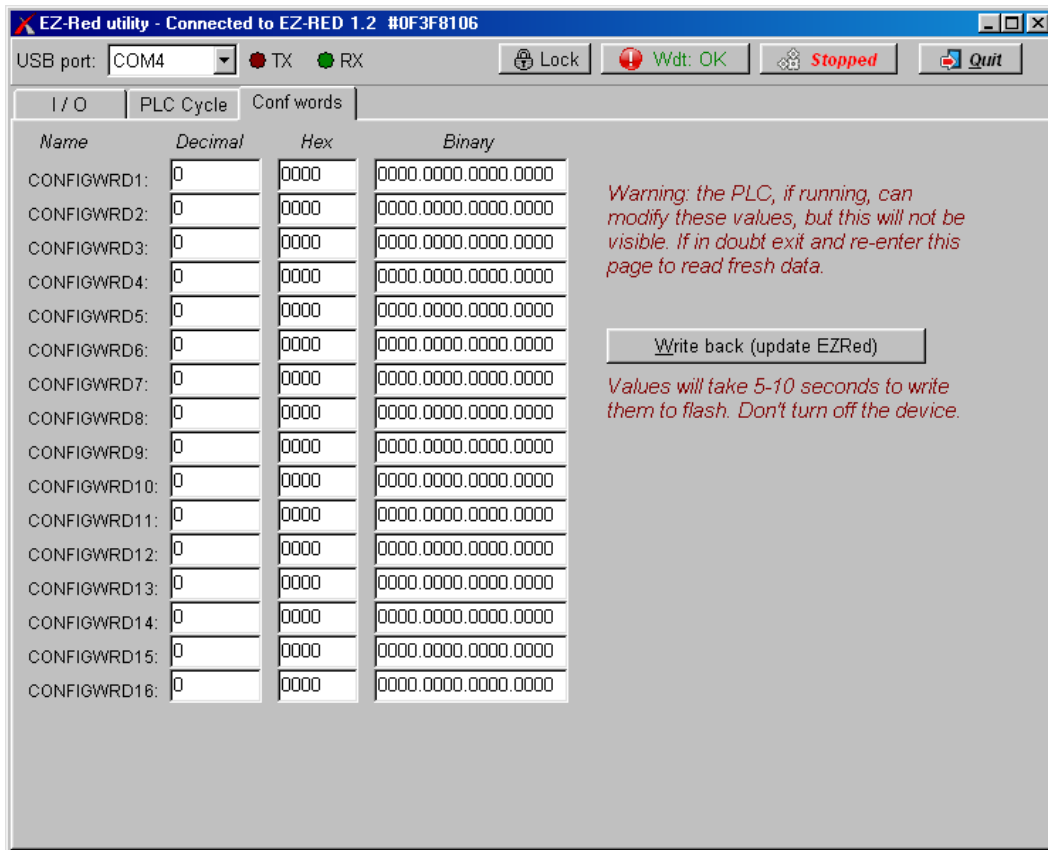 EZ-Red utility - Connected to EZ-RED 1.2 #0F3F8106
USB port: COM4 TX RX Lock Wdt: OK Stopped Quit
I / O PLC Cycle Conf words
Name Decimal Hex Binary
CONFIGWRD1: 0 0000 0000.0000.0000.0000
CONFIGWRD2: 0 0000 0000.0000.0000.0000
CONFIGWRD3: 0 0000 0000.0000.0000.0000
CONFIGWRD4: 0 0000 0000.0000.0000.0000
CONFIGWRD5: 0 0000 0000.0000.0000.0000
CONFIGWRD6: 0 0000 0000.0000.0000.0000
CONFIGWRD7: 0 0000 0000.0000.0000.0000
CONFIGWRD8: 0 0000 0000.0000.0000.0000
CONFIGWRD9: 0 0000 0000.0000.0000.0000
CONFIGWRD10: 0 0000 0000.0000.0000.0000
CONFIGWRD11: 0 0000 0000.0000.0000.0000
CONFIGWRD12: 0 0000 0000.0000.0000.0000
CONFIGWRD13: 0 0000 0000.0000.0000.0000
CONFIGWRD14: 0 0000 0000.0000.0000.0000
CONFIGWRD15: 0 0000 0000.0000.0000.0000
CONFIGWRD16: 0 0000 0000.0000.0000.0000
Warning: the PLC, if running, can
modify these values, but this will not be
visible. If in doubt exit and re-enter this
page to read fresh data.
Write back (update EZRed)
Values will take 5-10 seconds to write
them to flash. Don't turn off the device.